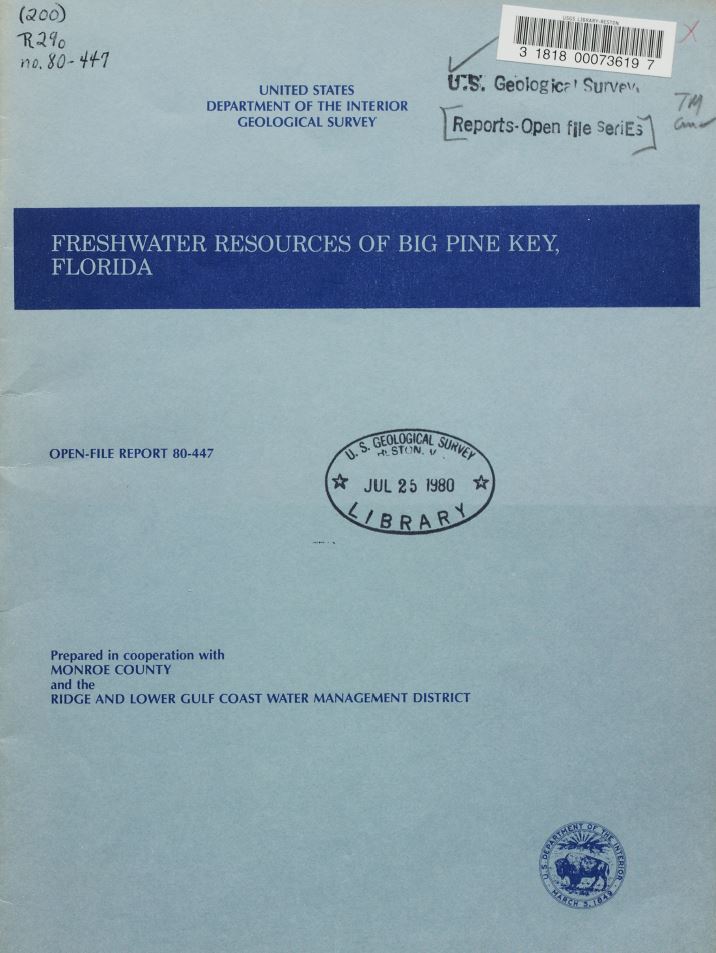 (200)
R290
no. 80-447
USGS LIBRARY-RESTON
3 1818 00073619 7
U.S. Geological Survey
Reports-Open file seriEs
UNITED STATES
DEPARTMENT OF THE INTERIOR
GEOLOGICAL SURVEY
FRESHWATER RESOURCES OF BIG PINE KEY,
FLORIDA
OPEN-FILE REPORT 80-447
U. S. GEOLOGICAL SURVEY
RESTON, V
JUL 25 1980
LIBRARY
Prepared in cooperation with
MONROE COUNTY
and the
RIDGE AND LOWER GULF COAST WATER MANAGEMENT DISTRICT
U.S. DEPARTMENT OF THE INTERIOR
MARCH 3, 1849